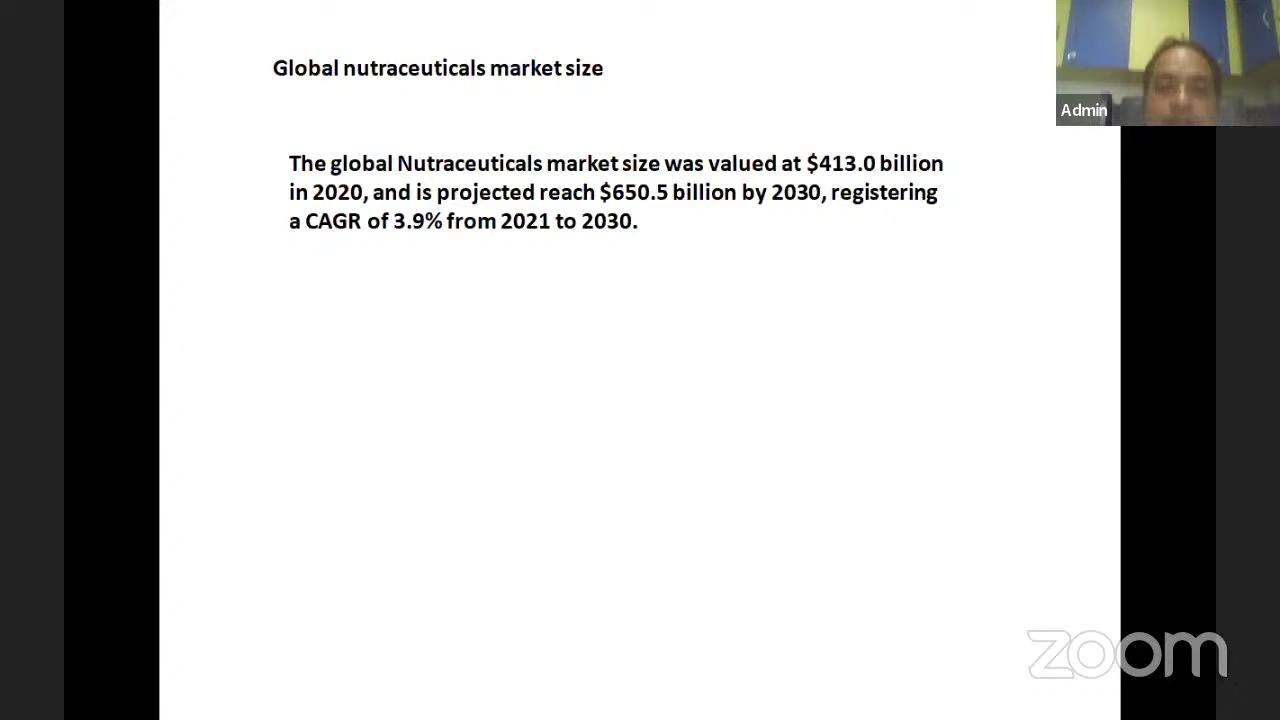 Global nutraceuticals market size
Admin
The global Nutraceuticals market size was valued at $413.0 billion
in 2020, and is projected reach $650.5 billion by 2030, registering
a CAGR of 3.9% from 2021 to 2030.
zoom